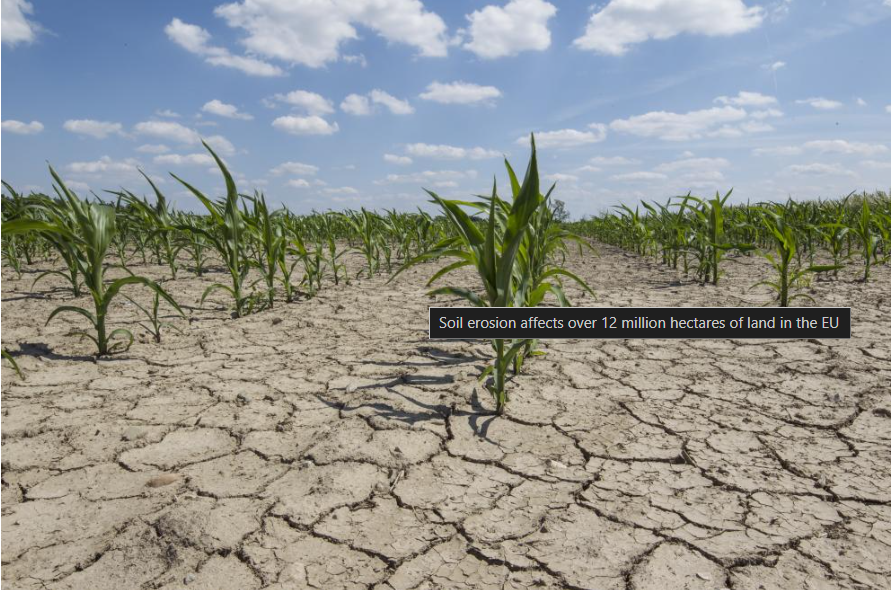 Soil erosion affects over 12 million hectares of land in the EU